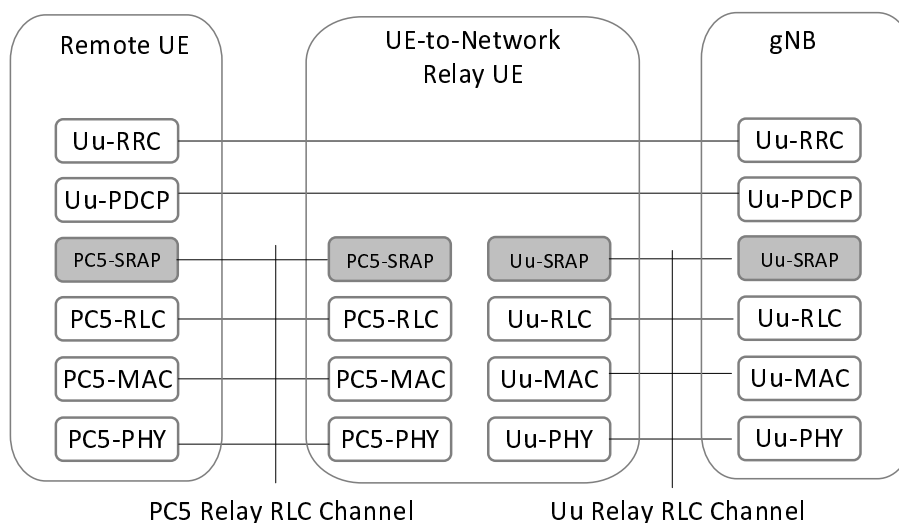 Remote UE
UE-to-Network
Relay UE
gNB
Uu-RRC
Uu-RRC
Uu-PDCP
Uu-PDCP
PC5-SRAP
PC5-SRAP
Uu-SRAP
Uu-SRAP
PC5-RLC
PC5-RLC
Uu-RLC
Uu-RLC
PC5-MAC
PC5-MAC
Uu-MAC
Uu-MAC
PC5-PHY
PC5-PHY
Uu-PHY
Uu-PHY
PC5 Relay RLC Channel
Uu Relay RLC Channel